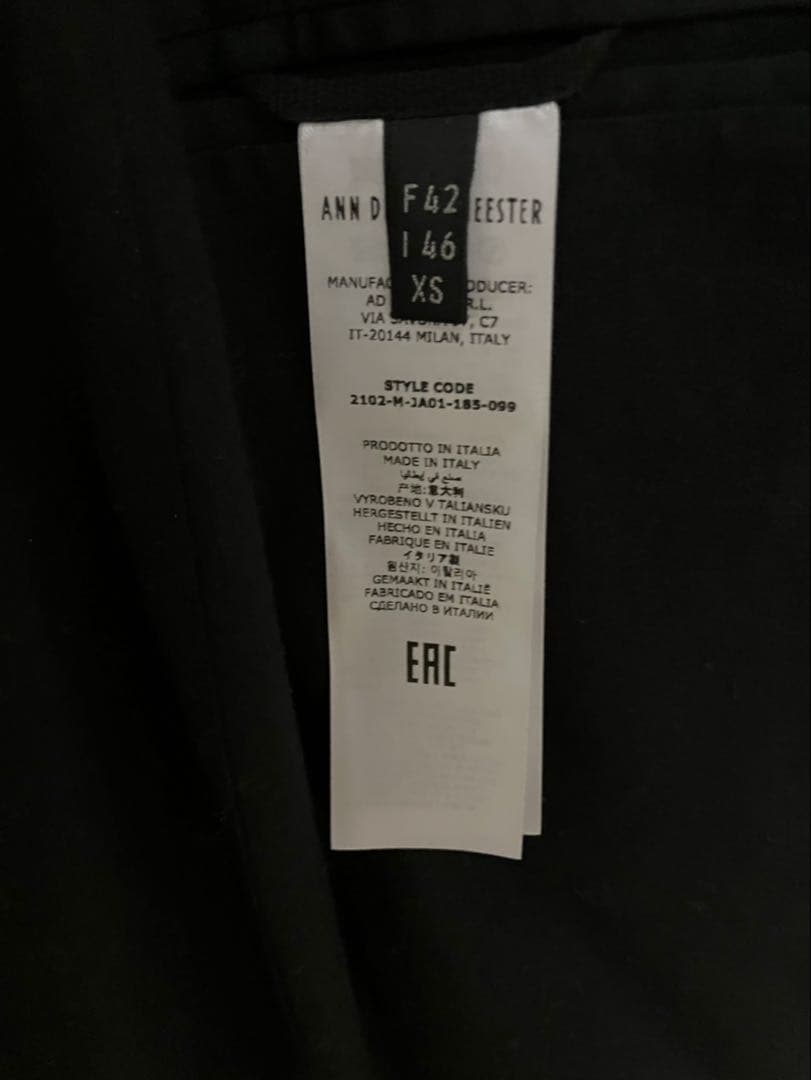 ANN D EESTER
F 42
I 46
XS
MANUFAC ODUCER:
AD R.L.
VIA C7
IT-20144 MILAN, ITALY
STYLE CODE
2102-M-JA01-185-099
PRODOTTO IN ITALIA
MADE IN ITALY
صنع في إيطاليا
产地:意大利
VYROBENO V TALIANSKU
HERGESTELLT IN ITALIEN
HECHO EN ITALIA
FABRIQUE EN ITALIE
イタリア製
원산지: 이탈리아
GEMAAKT IN ITALIË
FABRICADO EM ITALIA
СДЕЛАНО В ИТАЛИИ
EAC